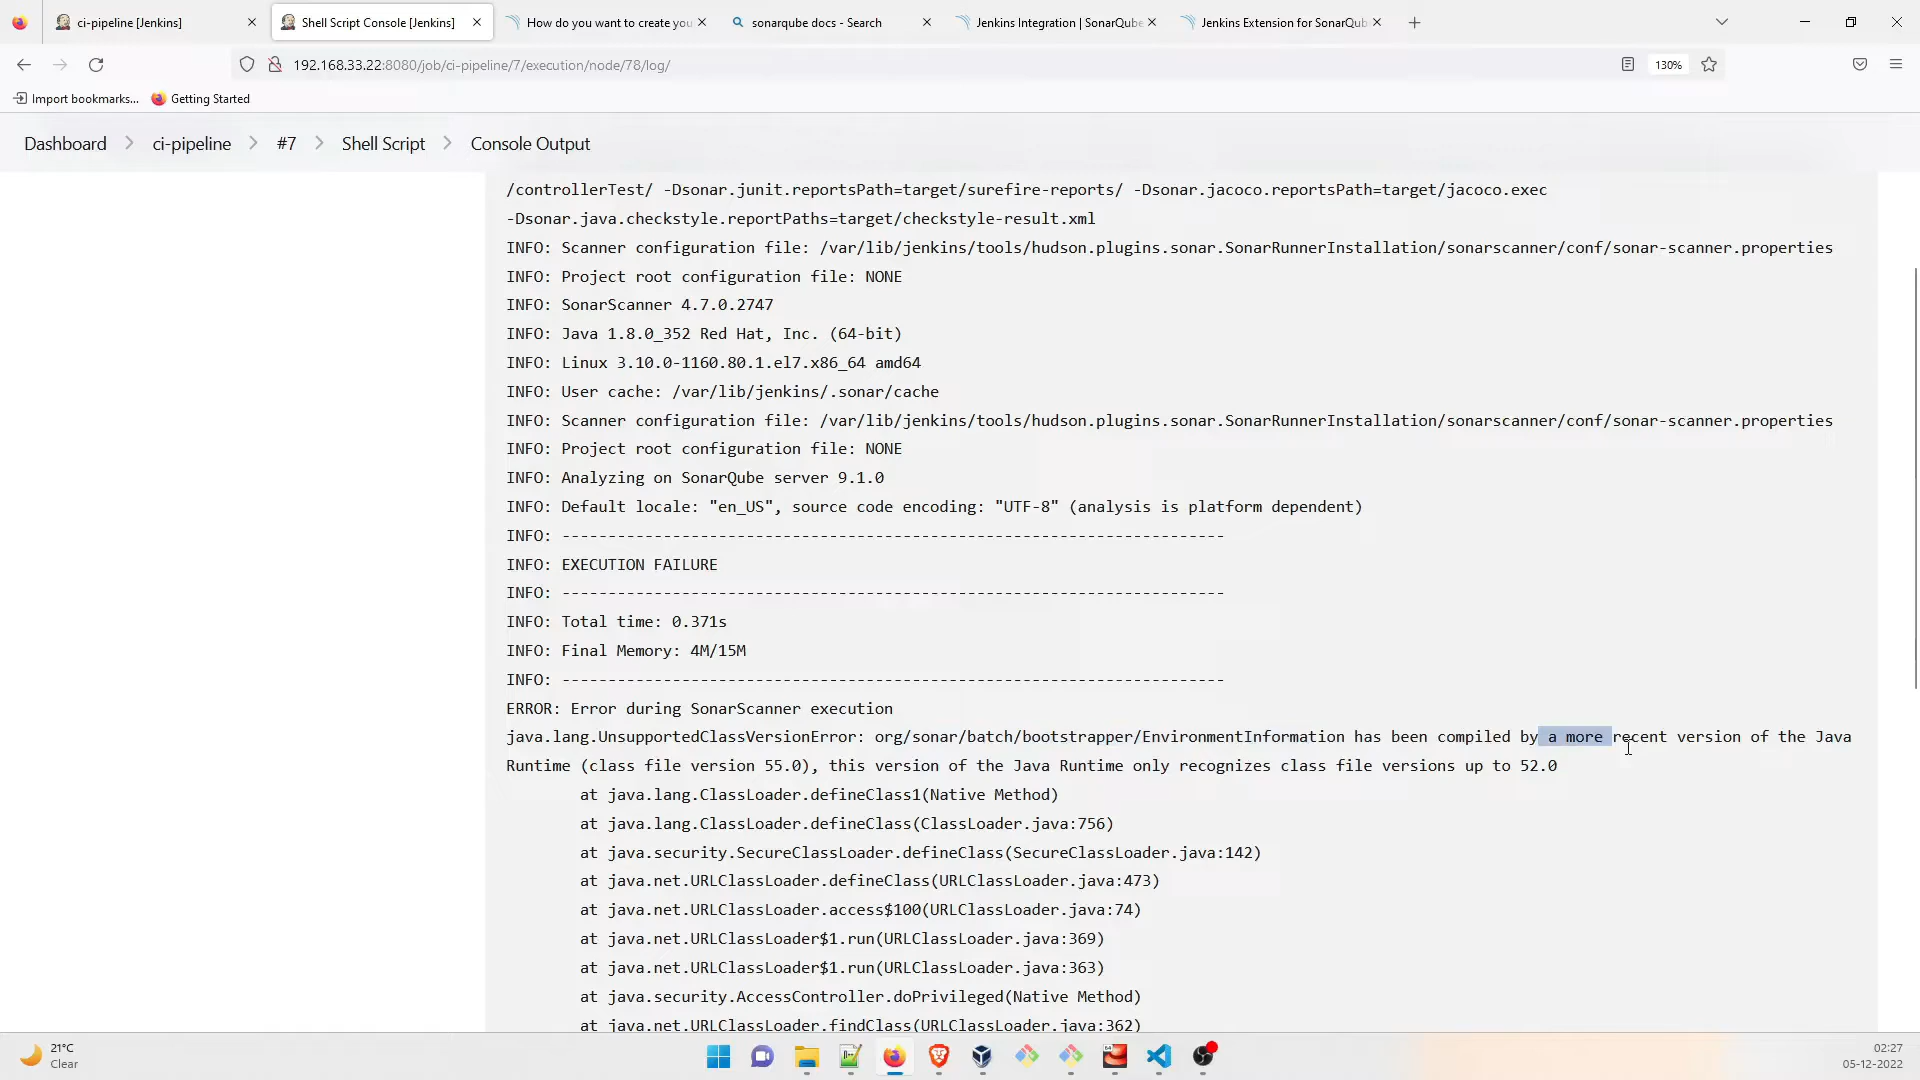 ci-pipeline [Jenkins]
Shell Script Console [Jenkins]
How do you want to create you
sonarqube docs - Search
Jenkins Integration | SonarQube
Jenkins Extension for SonarQub
192.168.33.22:8080/job/ci-pipeline/7/execution/node/78/log/
130%
Import bookmarks...
Getting Started
Dashboard
ci-pipeline
#7
Shell Script
Console Output
/controllerTest/ -Dsonar.junit.reportsPath=target/surefire-reports/ -Dsonar.jacoco.reportsPath=target/jacoco.exec
-Dsonar.java.checkstyle.reportPaths=target/checkstyle-result.xml
INFO: Scanner configuration file: /var/lib/jenkins/tools/hudson.plugins.sonar.SonarRunnerInstallation/sonarscanner/conf/sonar-scanner.properties
INFO: Project root configuration file: NONE
INFO: SonarScanner 4.7.0.2747
INFO: Java 1.8.0_352 Red Hat, Inc. (64-bit)
INFO: Linux 3.10.0-1160.80.1.el7.x86_64 amd64
INFO: User cache: /var/lib/jenkins/.sonar/cache
INFO: Scanner configuration file: /var/lib/jenkins/tools/hudson.plugins.sonar.SonarRunnerInstallation/sonarscanner/conf/sonar-scanner.properties
INFO: Project root configuration file: NONE
INFO: Analyzing on SonarQube server 9.1.0
INFO: Default locale: "en_US", source code encoding: "UTF-8" (analysis is platform dependent)
INFO: ------------------------------------------------------------------------
INFO: EXECUTION FAILURE
INFO: ------------------------------------------------------------------------
INFO: Total time: 0.371s
INFO: Final Memory: 4M/15M
INFO: ------------------------------------------------------------------------
ERROR: Error during SonarScanner execution
java.lang.UnsupportedClassVersionError: org/sonar/batch/bootstrapper/EnvironmentInformation has been compiled by a more recent version of the Java
Runtime (class file version 55.0), this version of the Java Runtime only recognizes class file versions up to 52.0
at java.lang.ClassLoader.defineClass1(Native Method)
at java.lang.ClassLoader.defineClass(ClassLoader.java:756)
at java.security.SecureClassLoader.defineClass(SecureClassLoader.java:142)
at java.net.URLClassLoader.defineClass(URLClassLoader.java:473)
at java.net.URLClassLoader.access$100(URLClassLoader.java:74)
at java.net.URLClassLoader$1.run(URLClassLoader.java:369)
at java.net.URLClassLoader$1.run(URLClassLoader.java:363)
at java.security.AccessController.doPrivileged(Native Method)
at java.net.URLClassLoader.findClass(URLClassLoader.java:362)
21°C
Clear
02:27
05-12-2022